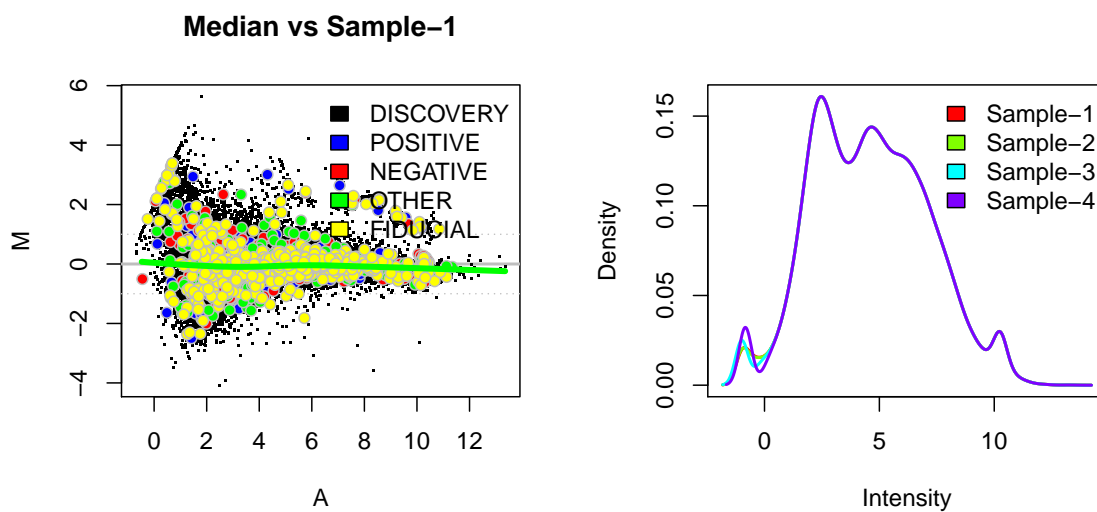 Median vs Sample−1
M
6
4
2
0
−2
−4
DISCOVERY
POSITIVE
NEGATIVE
OTHER
FIDUCIAL
0 2 4 6 8 10 12
A
Density
0.15
0.10
0.05
0.00
Sample−1
Sample−2
Sample−3
Sample−4
0 5 10
Intensity